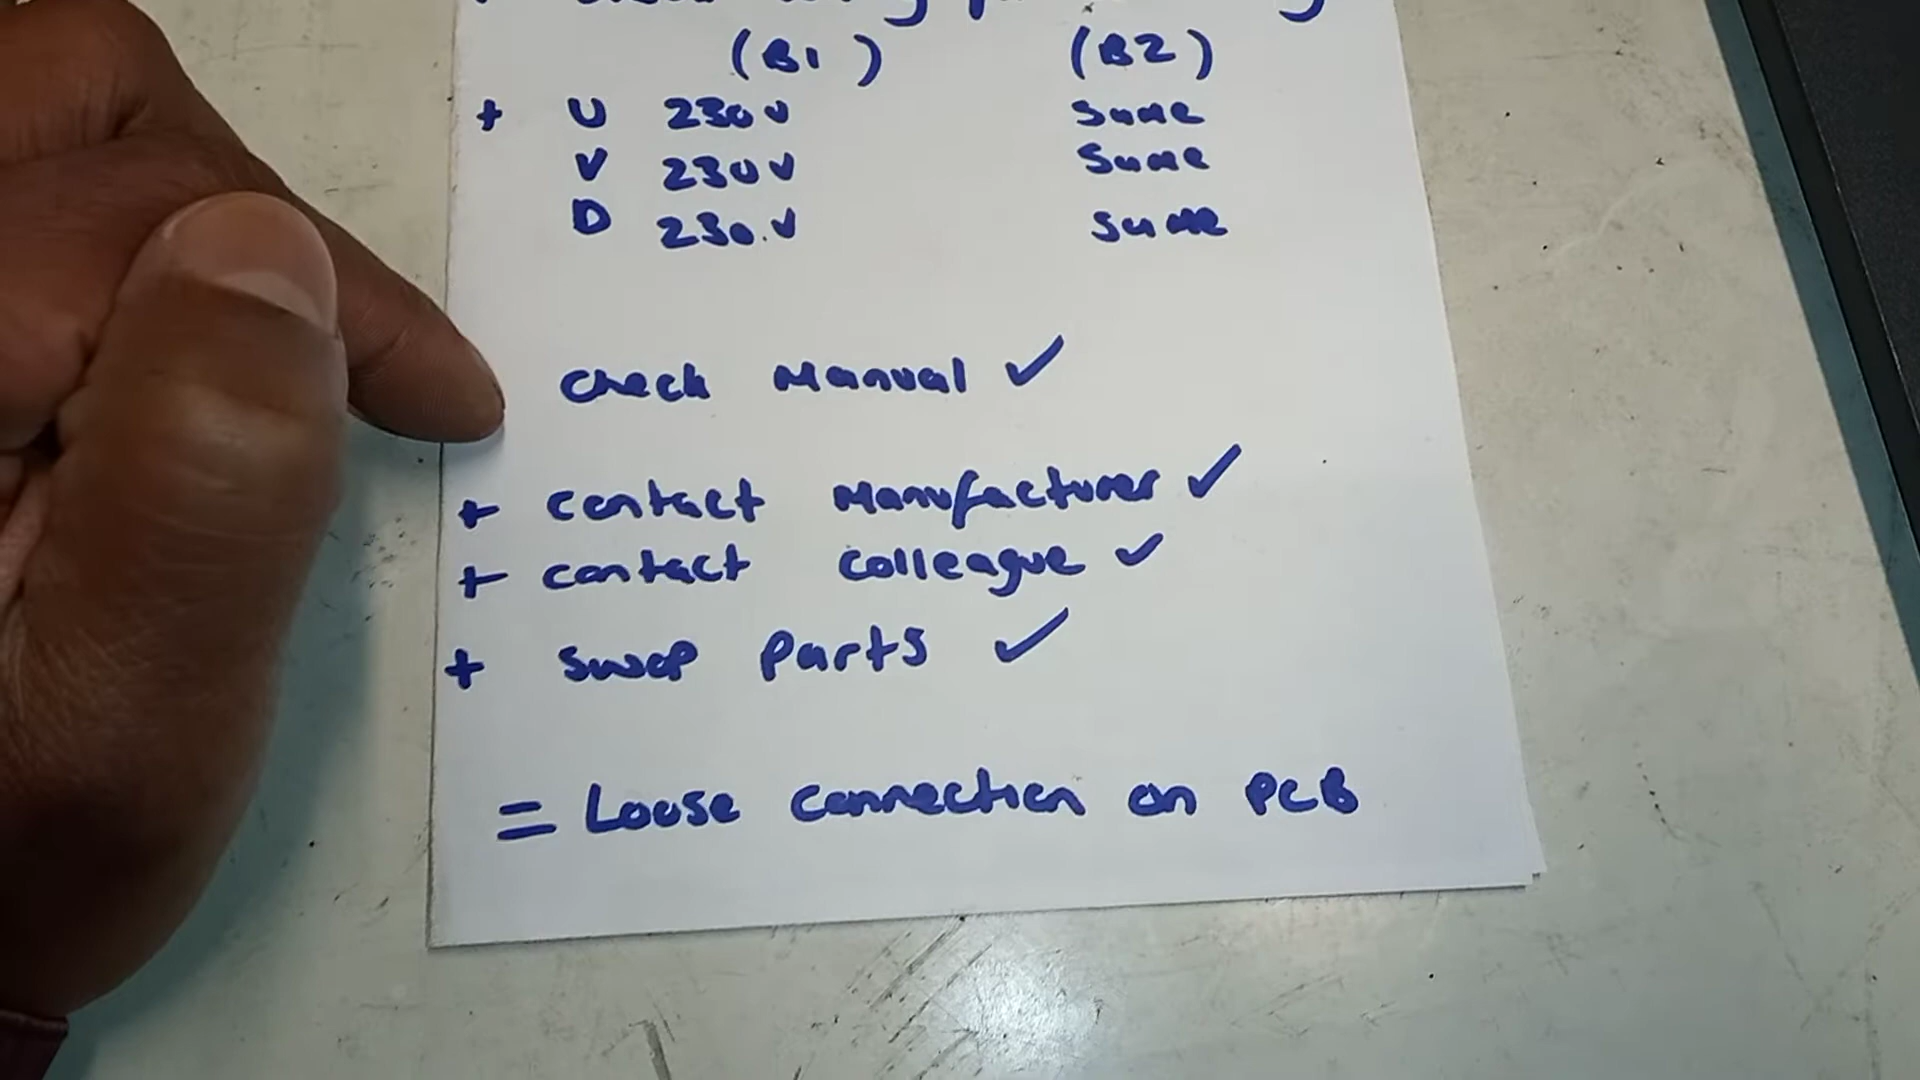 (B1) (B2)
+ U 230V Same
V 230V Same
D 230.V Same
Check Manual ✓
+ Contact Manufacturer ✓
+ Contact Colleague ✓
+ Swap Parts ✓
= Loose Connection on PCB